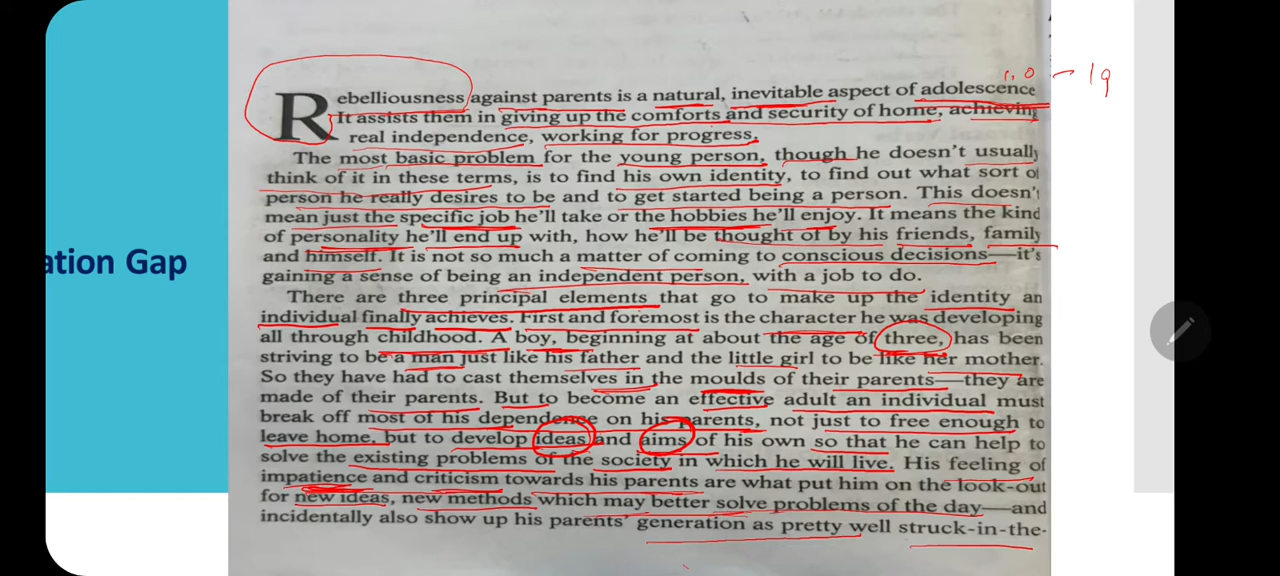 ation Gap
10 - 19
Rebelliousness against parents is a natural, inevitable aspect of adolescence
It assists them in giving up the comforts and security of home, achieving
real independence, working for progress.
The most basic problem for the young person, though he doesn't usually
think of it in these terms, is to find his own identity, to find out what sort o
person he really desires to be and to get started being a person. This doesn'
mean just the specific job he'll take or the hobbies he'll enjoy. It means the kind
of personality he'll end up with, how he'll be thought of by his friends, family
and himself. It is not so much a matter of coming to conscious decisions—it's
gaining a sense of being an independent person, with a job to do.
There are three principal elements that go to make up the identity an
individual finally achieves. First and foremost is the character he was developing
all through childhood. A boy, beginning at about the age of three, has been
striving to be a man just like his father and the little girl to be like her mother.
So they have had to cast themselves in the moulds of their parents—they are
made of their parents. But to become an effective adult an individual must
break off most of his dependence on his parents, not just to free enough to
leave home, but to develop ideas and aims of his own so that he can help to
solve the existing problems of the society in which he will live. His feeling of
impatience and criticism towards his parents are what put him on the look-out
for new ideas, new methods which may better solve problems of the day—and
incidentally also show up his parents' generation as pretty well struck-in-the-